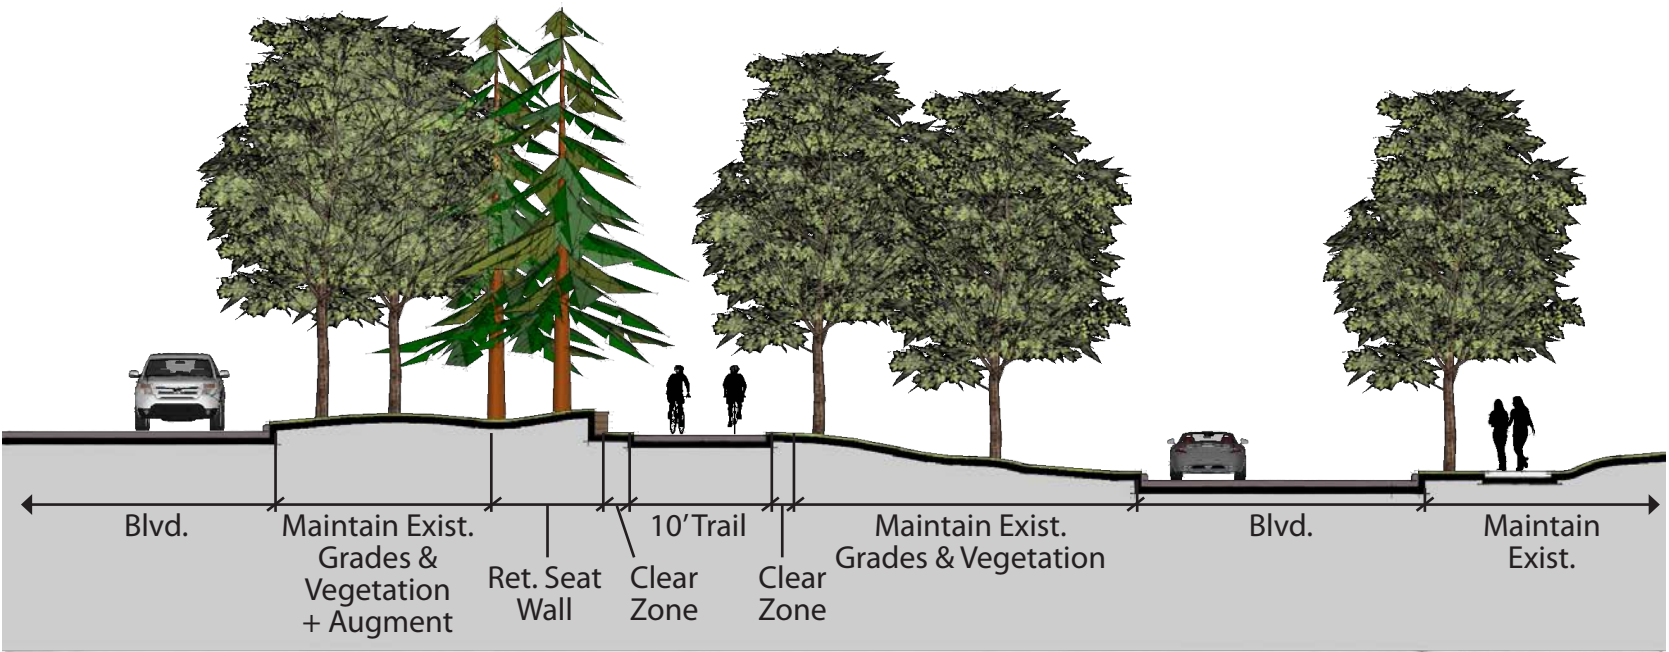 Blvd.
Maintain Exist.
Grades &
Vegetation
+ Augment
Ret. Seat
Wall
Clear
Zone
10' Trail
Clear
Zone
Maintain Exist.
Grades & Vegetation
Blvd.
Maintain
Exist.